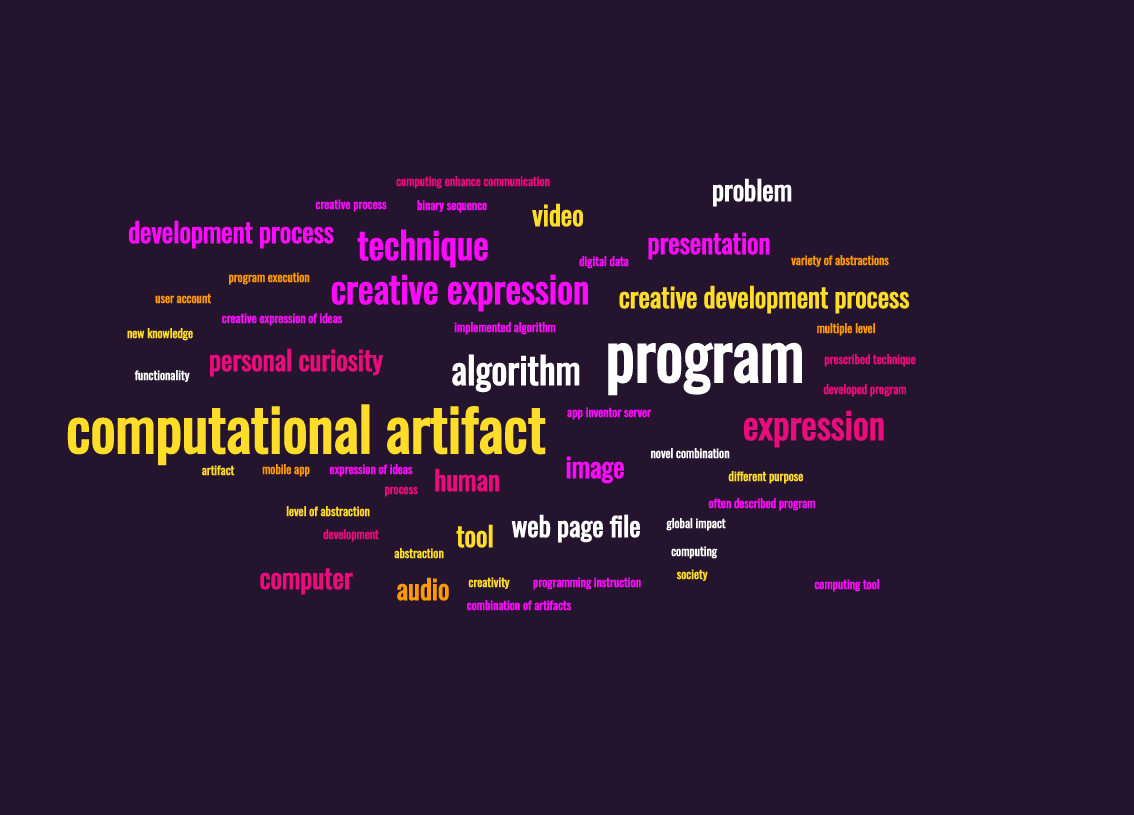 computing enhance communication
problem
creative process
binary sequence
video
development process
technique
presentation
digital data
variety of abstractions
program execution
creative expression
creative development process
user account
creative expression of ideas
implemented algorithm
multiple level
new knowledge
personal curiosity
algorithm
program
prescribed technique
functionality
developed program
computational artifact
app inventor server
expression
novel combination
artifact
mobile app
expression of ideas
image
different purpose
process
human
often described program
level of abstraction
web page file
global impact
development
tool
abstraction
computing
society
computer
audio
creativity
programming instruction
computing tool
combination of artifacts